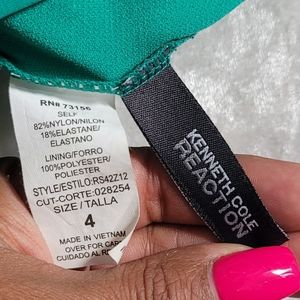 RN# 73156
SELF
82%NYLON/NILON
18%ELASTANE/
ELASTANO
LINING/FORRO
100%POLYESTER/
POLIESTER
STYLE/ESTILO:RS42Z12
CUT-CORTE:028254
SIZE / TALLA
4
MADE IN VIETNAM
OVER FOR CARE
CUIDADO AL RE
KENNETH COLE
REACTION